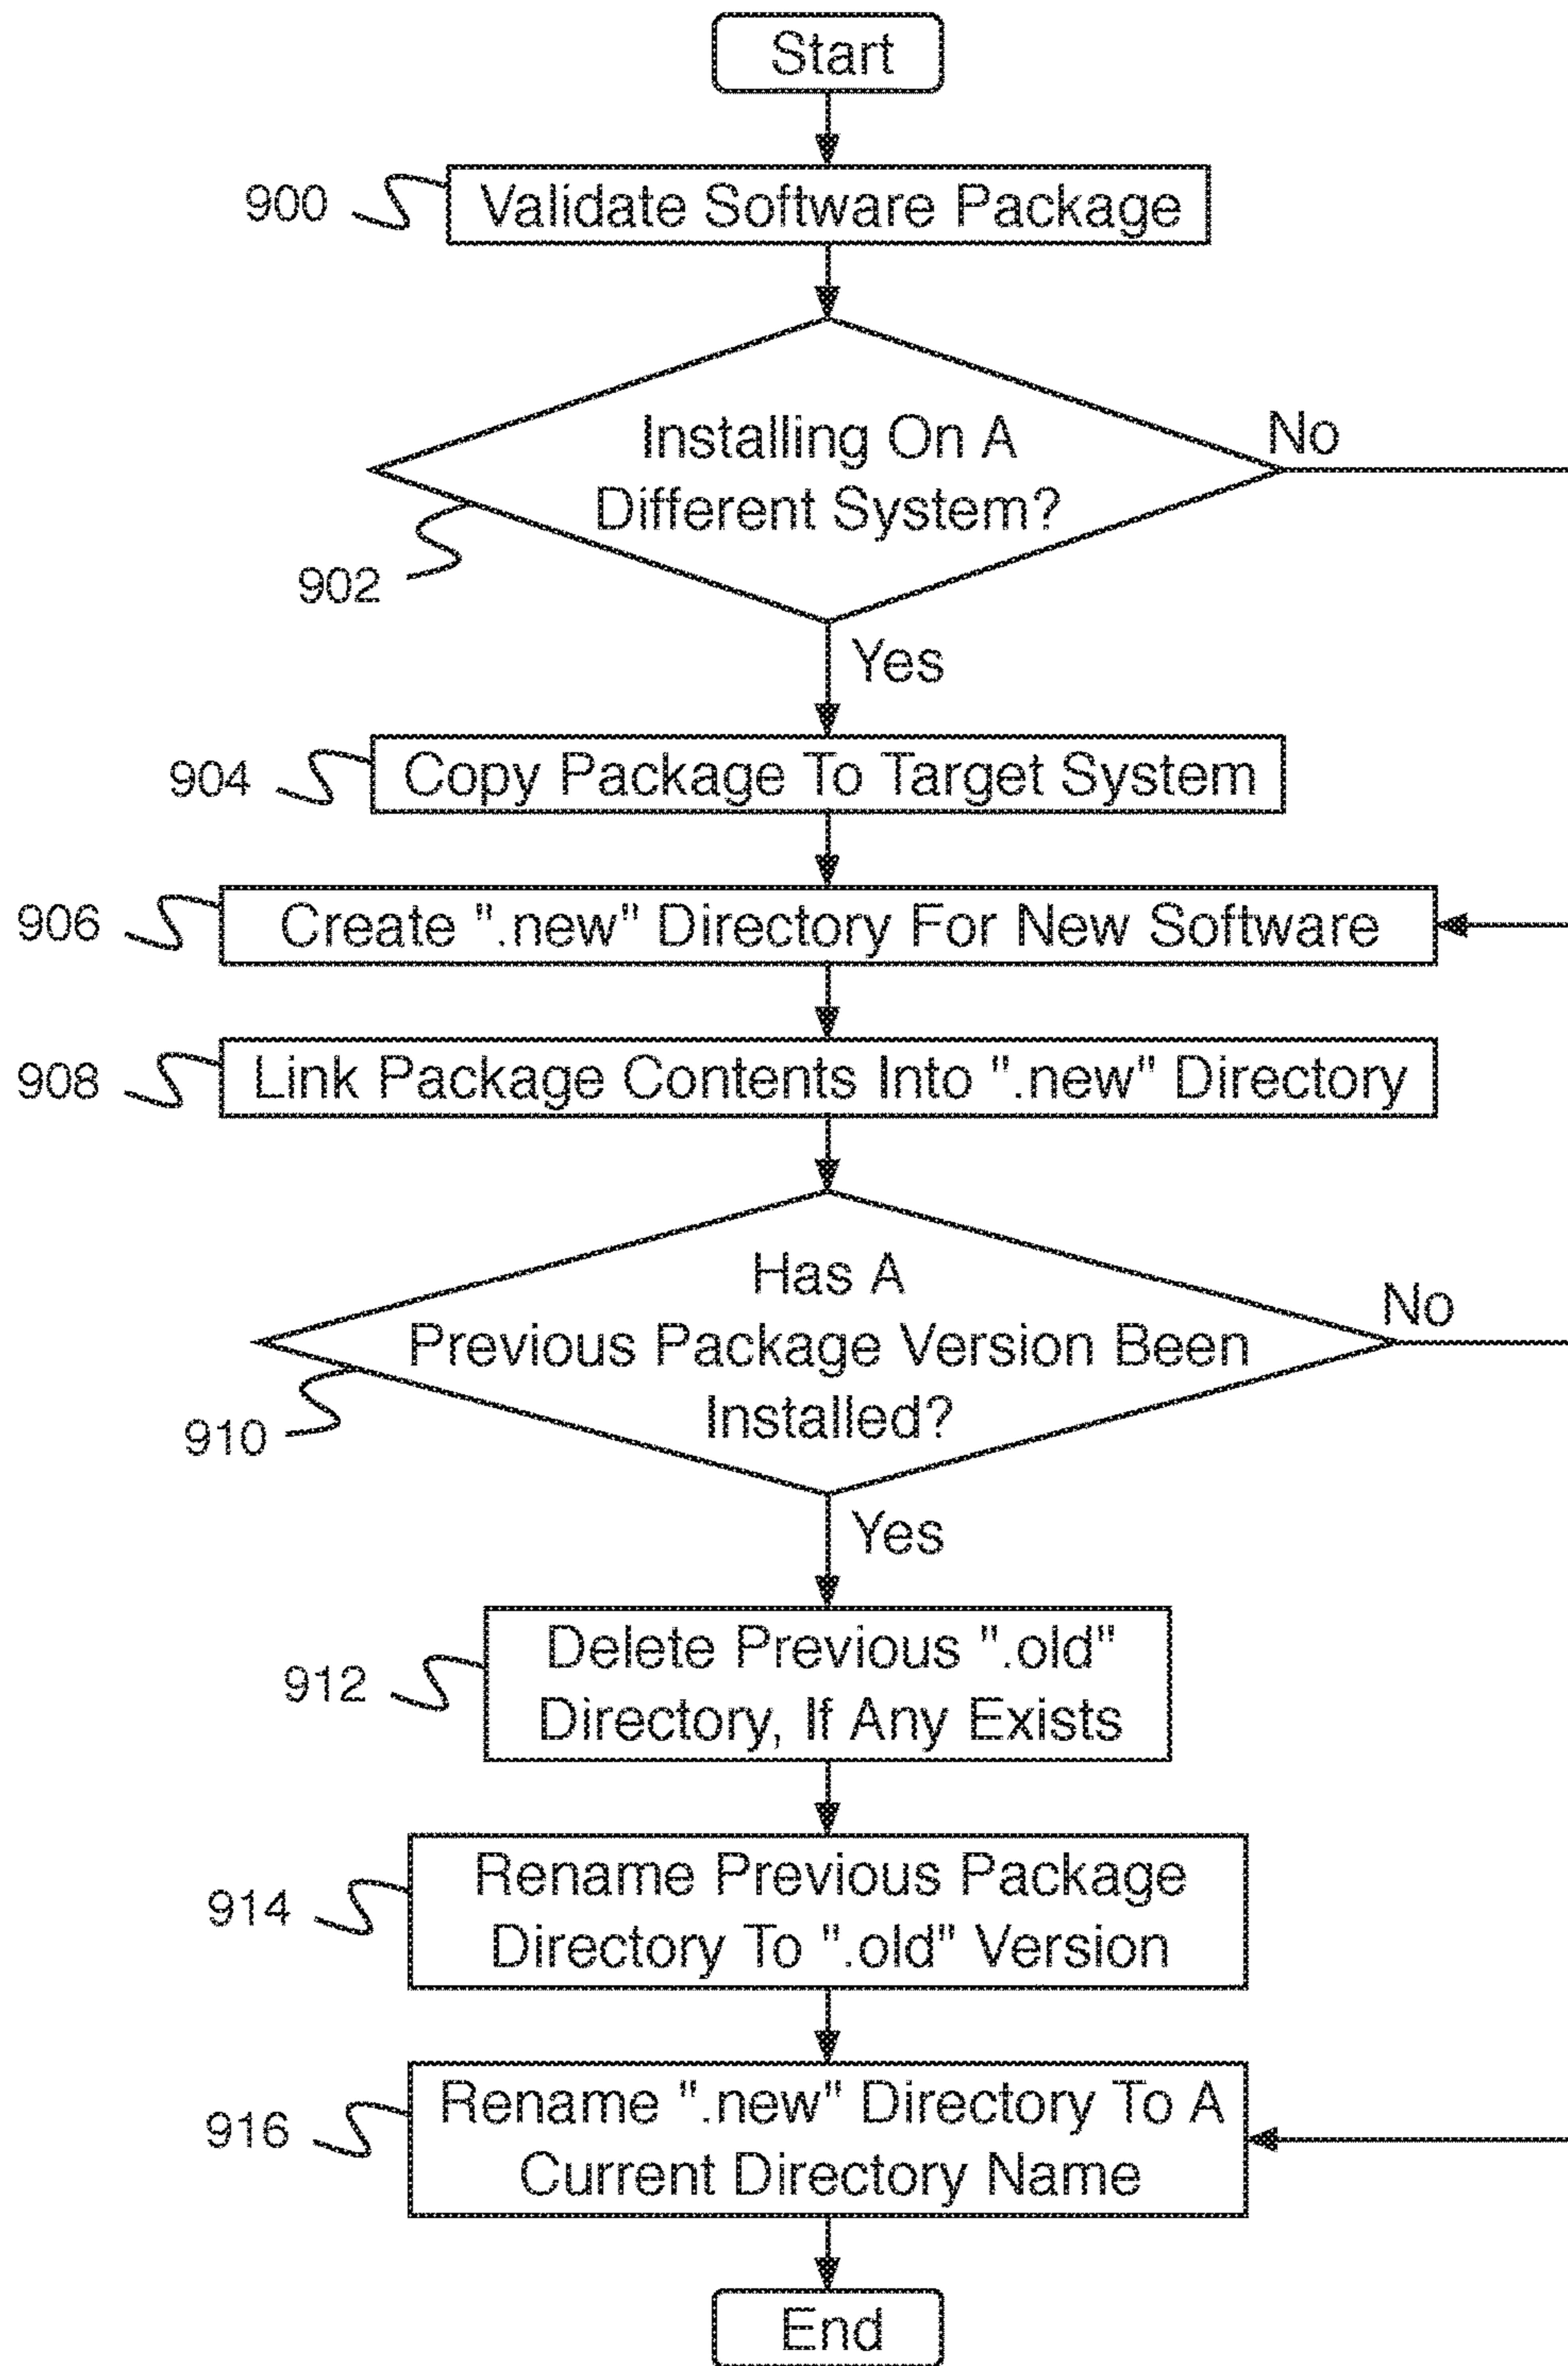 Start
900
Validate Software Package
Installing On A
No
Different System?
902
Yes
904
Copy Package To Target System
906
Create ".new" Directory For New Software
908
Link Package Contents Into ".new" Directory
Has A
No
Previous Package Version Been
Installed?
910
Yes
Delete Previous ".old"
912
Directory, If Any Exists
Rename Previous Package
914
Directory To ".old" Version
Rename ".new" Directory To A
916
Current Directory Name
End